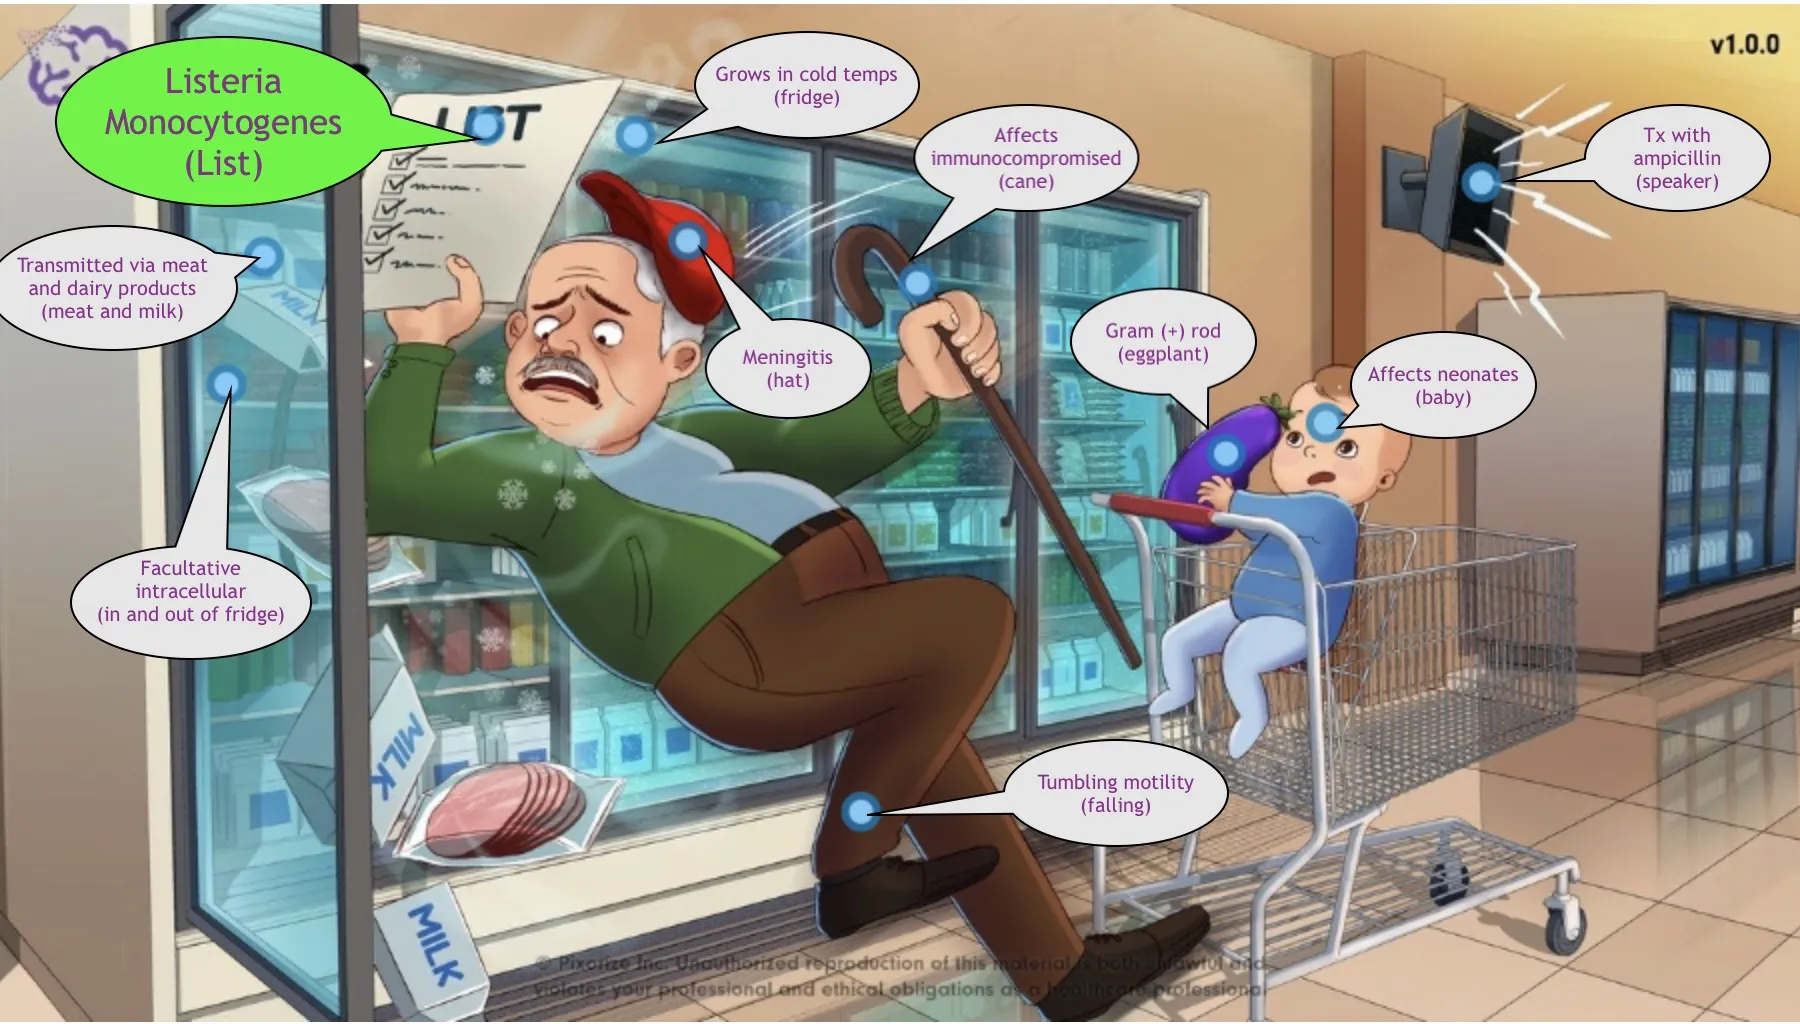 v1.0.0
Listeria
Monocytogenes
(List)
LIST
Grows in cold temps
(fridge)
Affects
immunocompromised
(cane)
Tx with
ampicillin
(speaker)
Transmitted via meat
and dairy products
(meat and milk)
MILK
Meningitis
(hat)
Gram (+) rod
(eggplant)
Affects neonates
(baby)
Facultative
intracellular
(in and out of fridge)
MILK
Tumbling motility
(falling)
MILK
© Pixorize Inc. Unauthorized reproduction of this material is both unlawful and
violates your professional and ethical obligations as a healthcare professional.